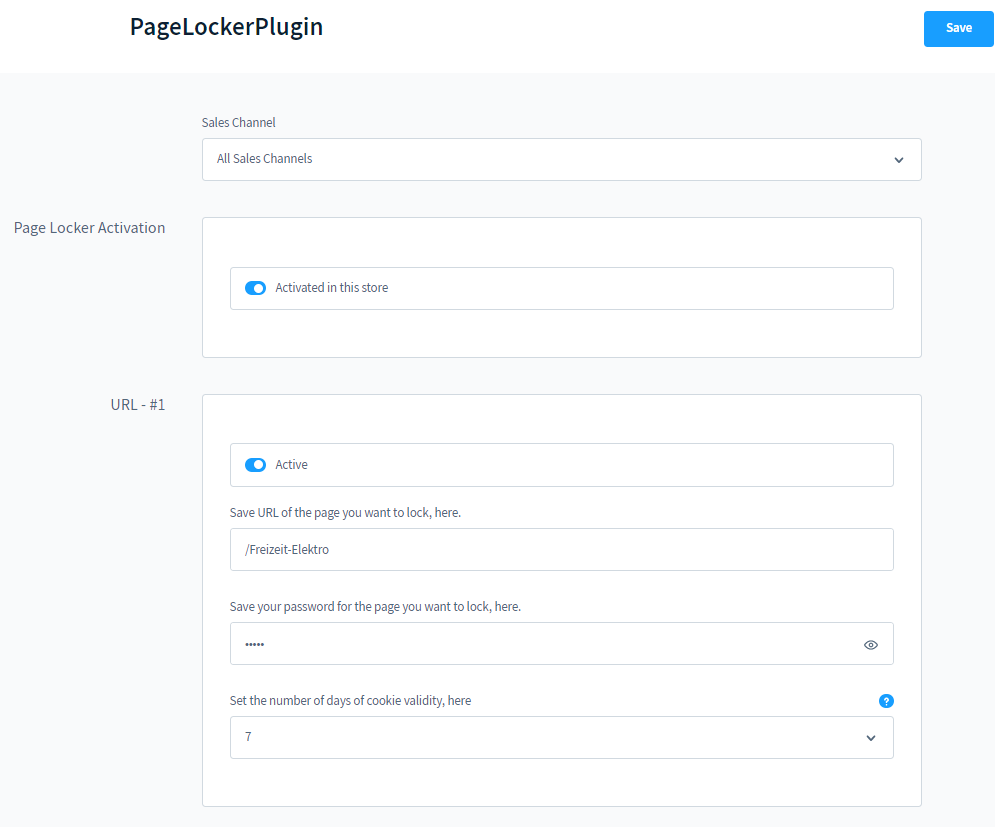 PageLockerPlugin
Save
Sales Channel
All Sales Channels
Page Locker Activation
Activated in this store
URL - #1
Active
Save URL of the page you want to lock, here.
/Freizeit-Elektro
Save your password for the page you want to lock, here.
•••••
Set the number of days of cookie validity, here
?
7